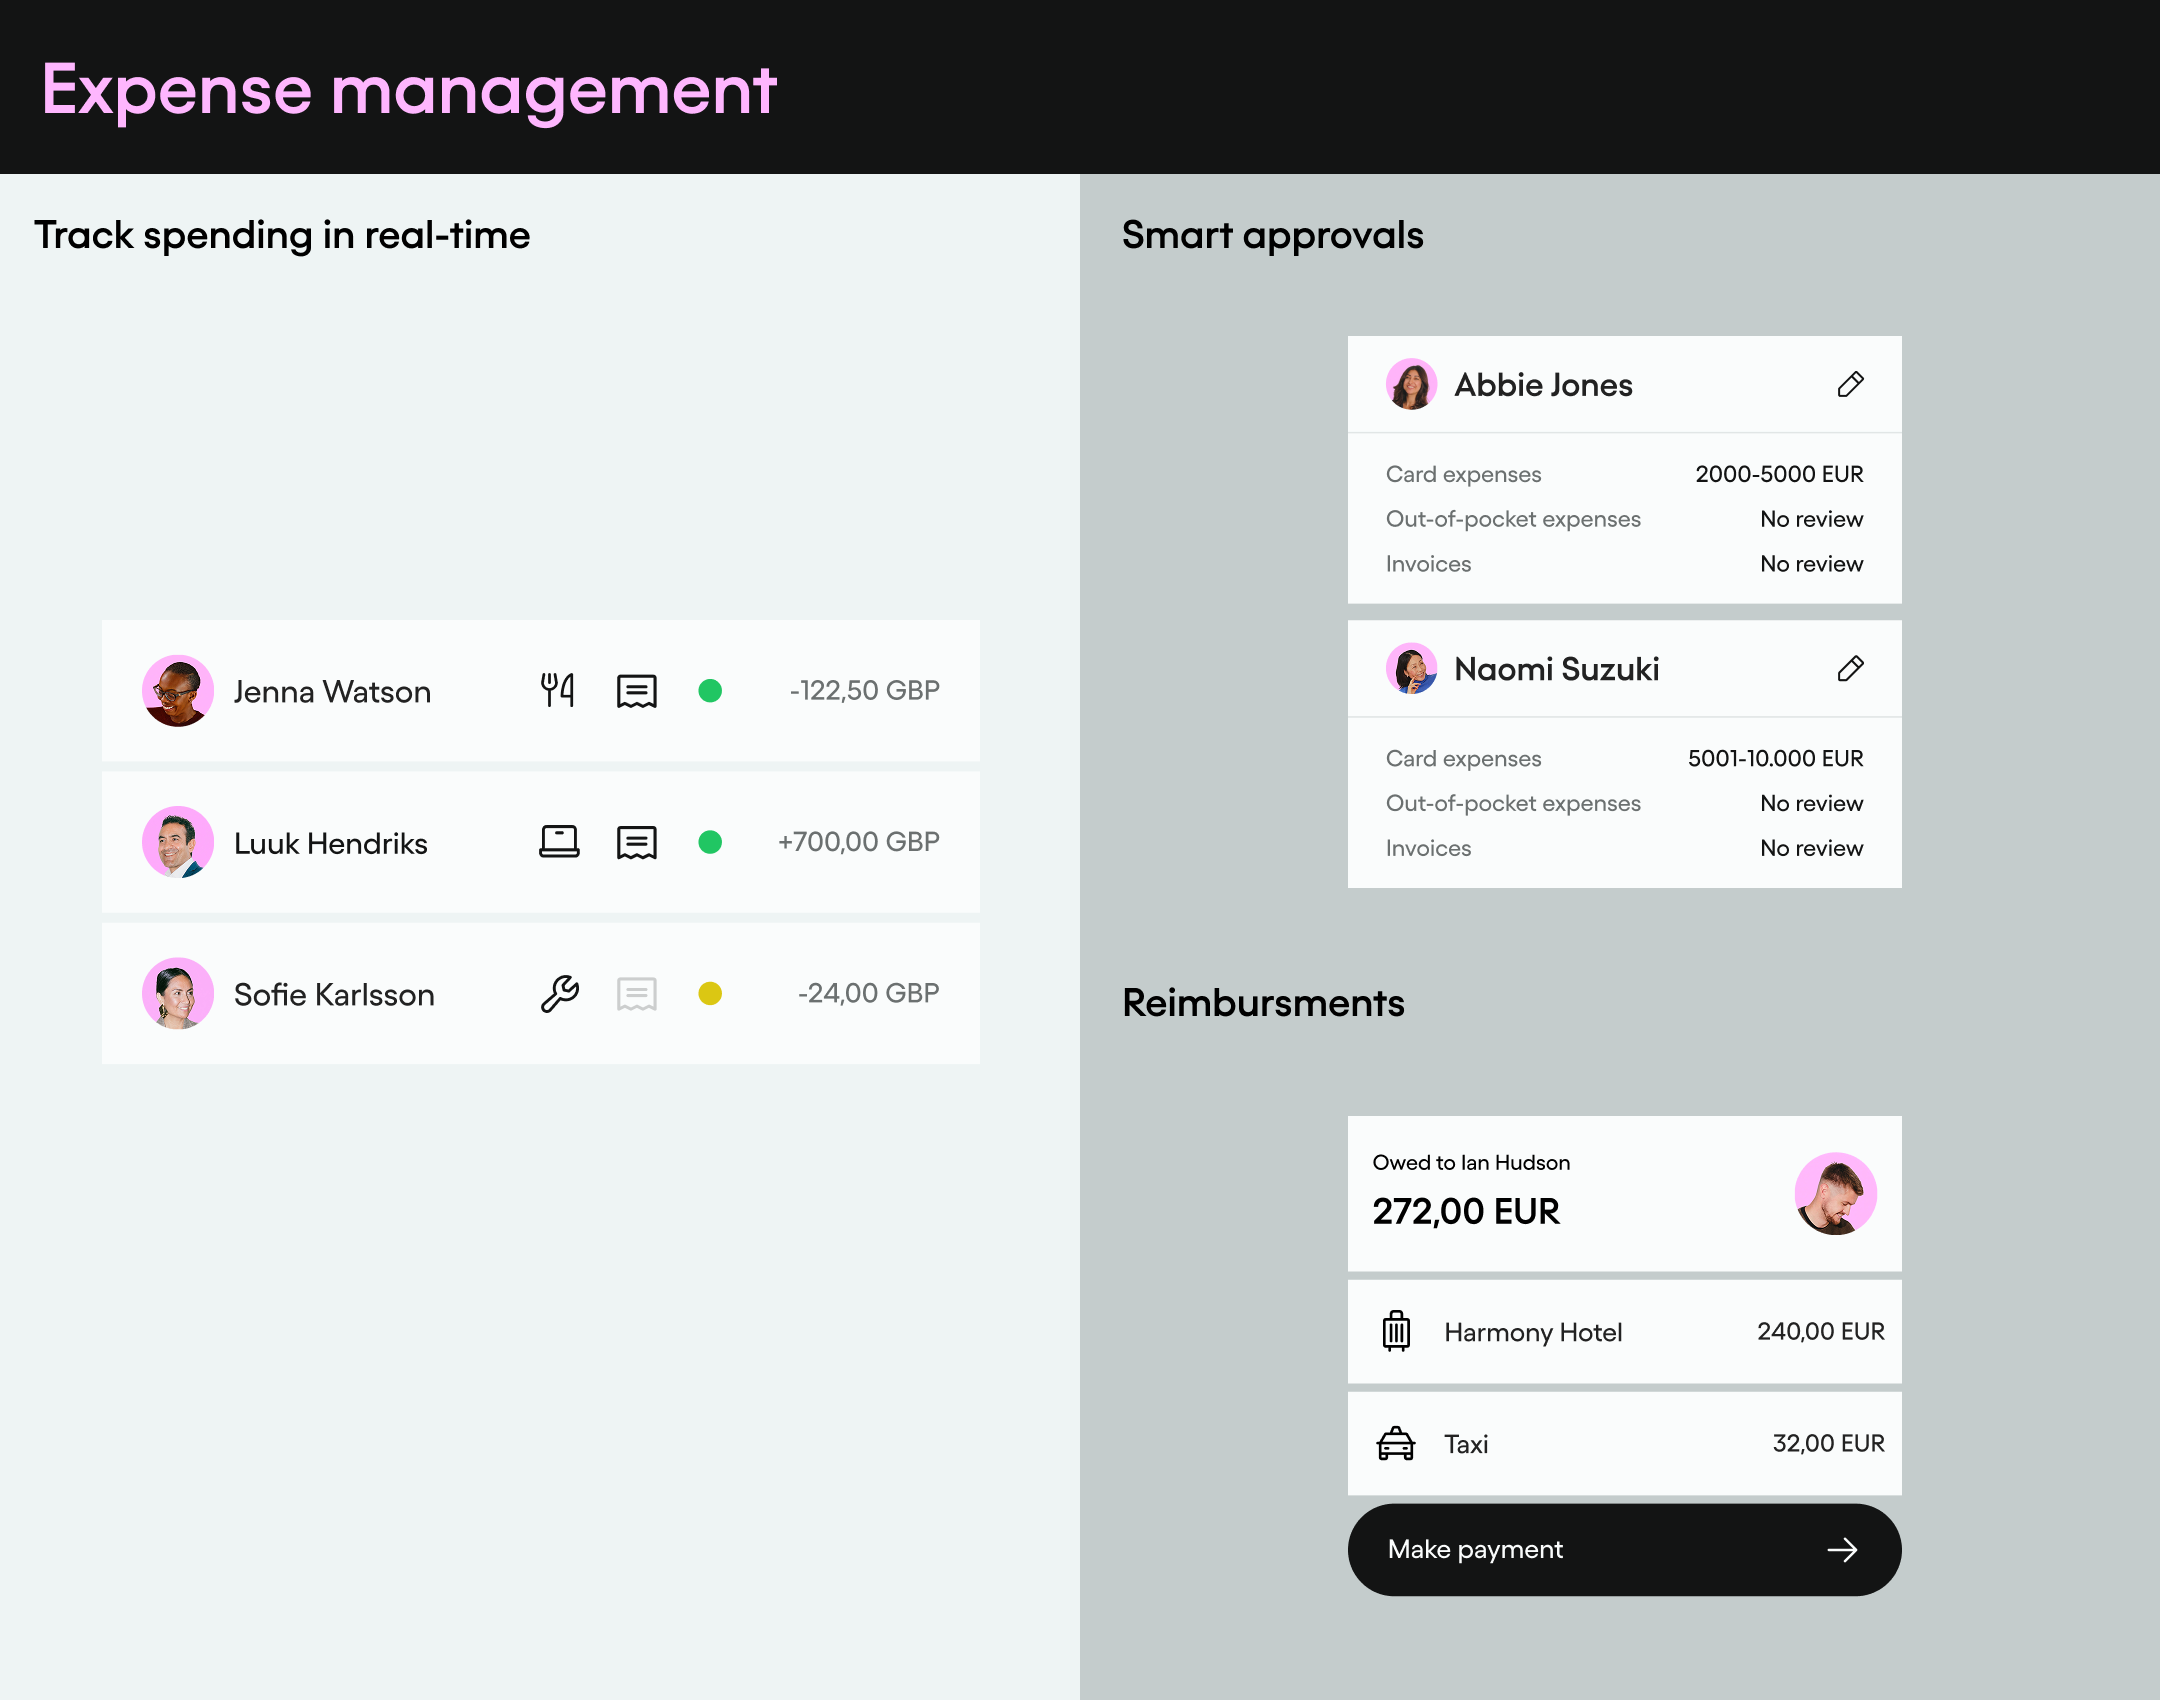 Expense management
Track spending in real-time
Jenna Watson -122,50 GBP
Luuk Hendriks +700,00 GBP
Sofie Karlsson -24,00 GBP
Smart approvals
Abbie Jones
Card expenses 2000-5000 EUR
Out-of-pocket expenses No review
Invoices No review
Naomi Suzuki
Card expenses 5001-10.000 EUR
Out-of-pocket expenses No review
Invoices No review
Reimbursments
Owed to Ian Hudson
272,00 EUR
Harmony Hotel 240,00 EUR
Taxi 32,00 EUR
Make payment